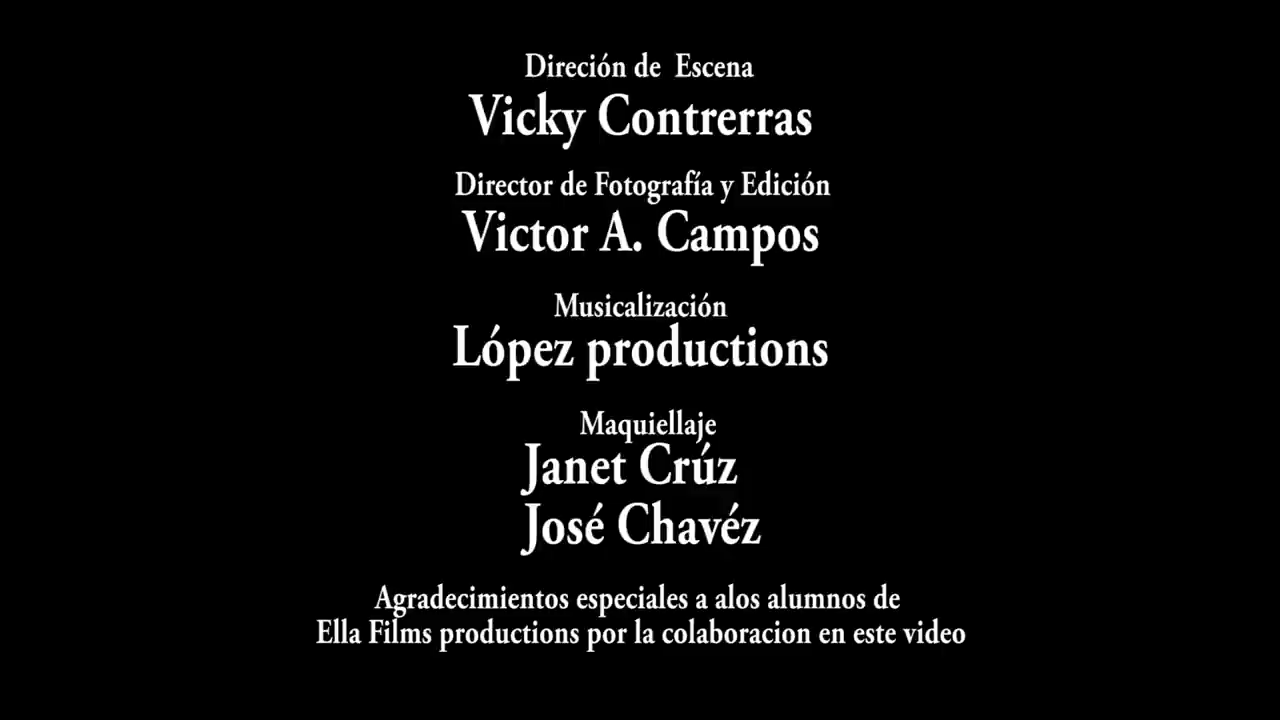 Direción de Escena
Vicky Contrerras
Director de Fotografía y Edición
Victor A. Campos
Musicalización
López productions
Maquiellaje
Janet Crúz
José Chavéz
Agradecimientos especiales a alos alumnos de
Ella Films productions por la colaboracion en este video